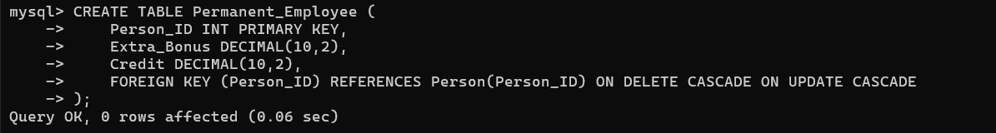 mysql> CREATE TABLE Permanent_Employee (
    ->     Person_ID INT PRIMARY KEY,
    ->     Extra_Bonus DECIMAL(10,2),
    ->     Credit DECIMAL(10,2),
    ->     FOREIGN KEY (Person_ID) REFERENCES Person(Person_ID) ON DELETE CASCADE ON UPDATE CASCADE
    -> );
Query OK, 0 rows affected (0.06 sec)